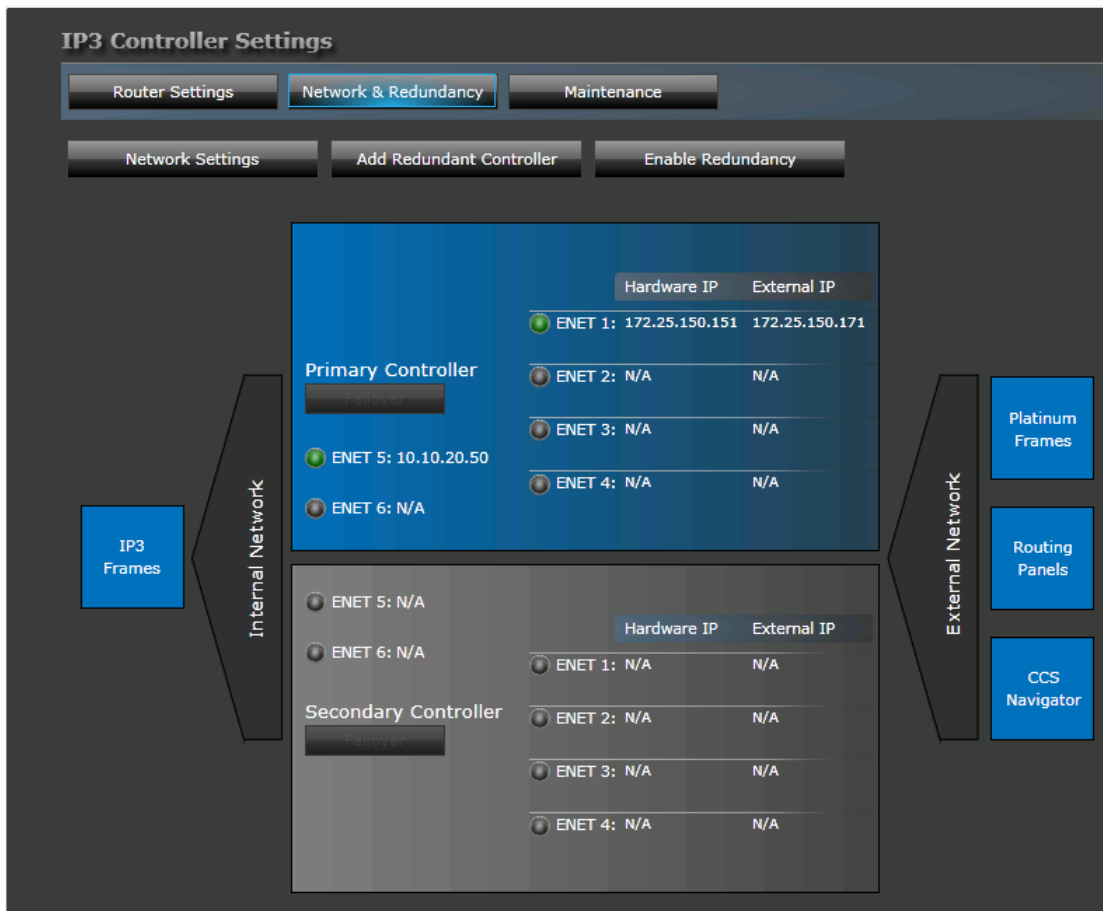 IP3 Controller Settings
Router Settings
Network & Redundancy
Maintenance
Network Settings
Add Redundant Controller
Enable Redundancy
IP3
Frames
Internal Network
Primary Controller
Failover
ENET 5: 10.10.20.50
ENET 6: N/A
Hardware IP External IP
ENET 1: 172.25.150.151 172.25.150.171
ENET 2: N/A N/A
ENET 3: N/A N/A
ENET 4: N/A N/A
ENET 5: N/A
ENET 6: N/A
Secondary Controller
Failover
Hardware IP External IP
ENET 1: N/A N/A
ENET 2: N/A N/A
ENET 3: N/A N/A
ENET 4: N/A N/A
External Network
Platinum
Frames
Routing
Panels
CCS
Navigator